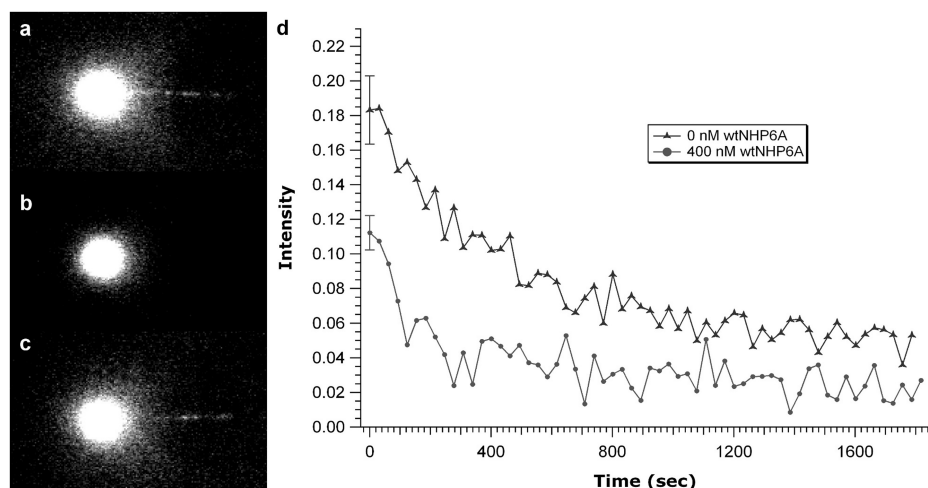 a
b
c
d
Intensity
0.22
0.20
0.18
0.16
0.14
0.12
0.10
0.08
0.06
0.04
0.02
0.00
0 nM wtNHP6A
400 nM wtNHP6A
0 400 800 1200 1600
Time (sec)